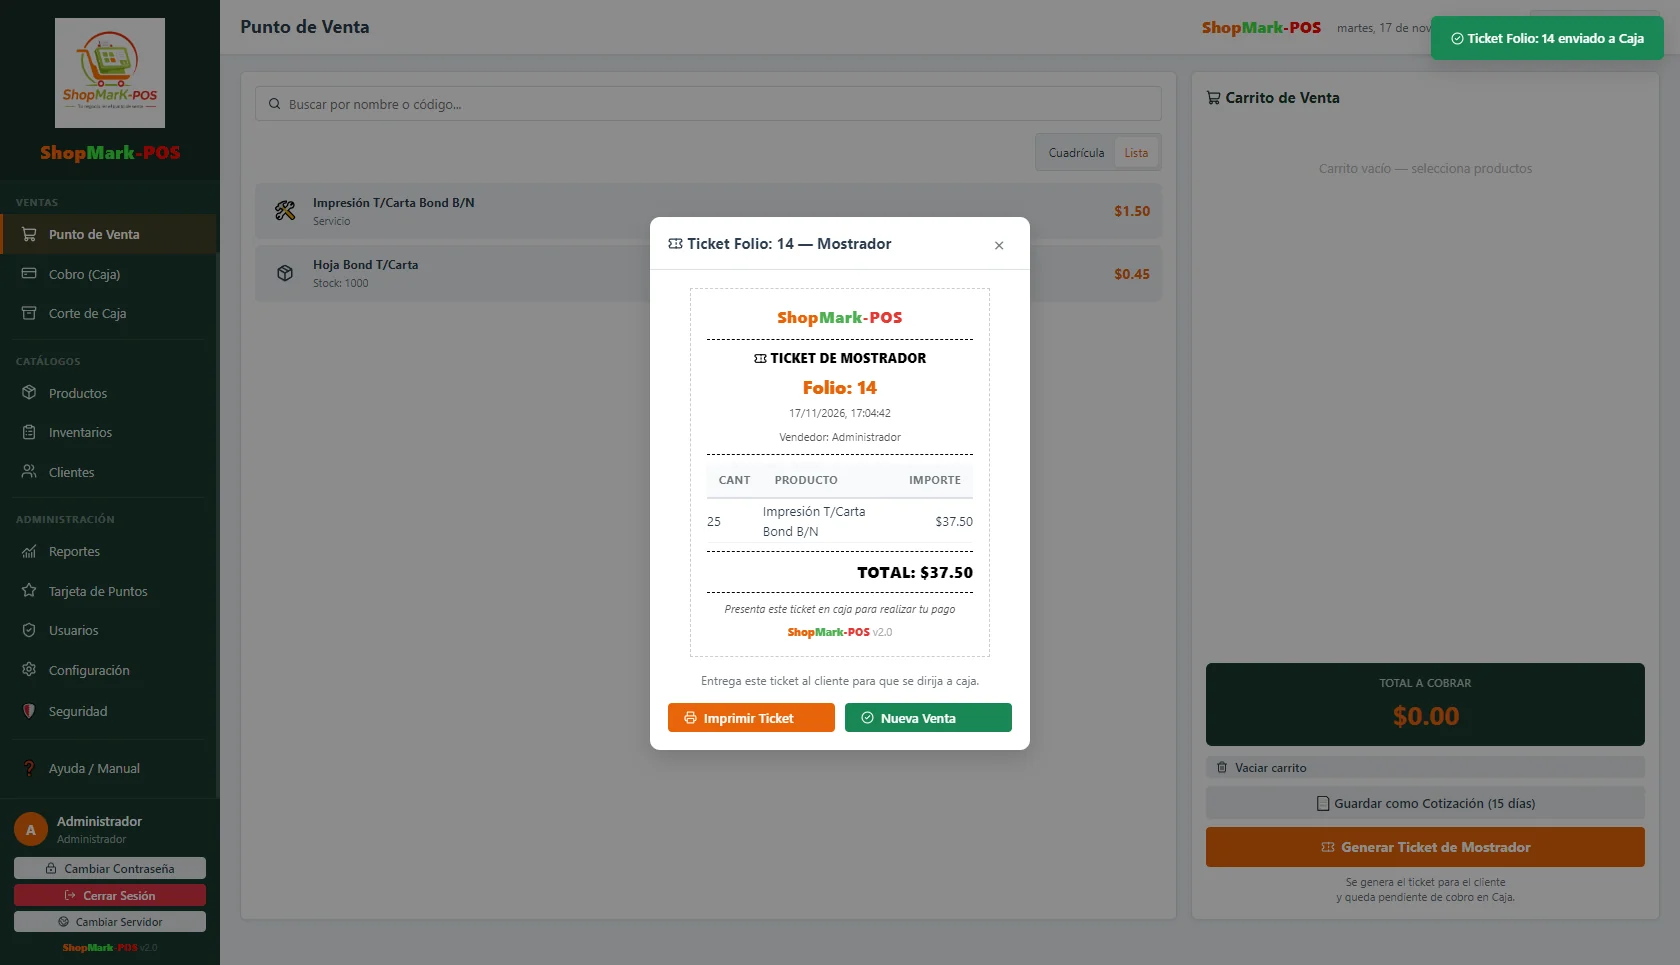 ShopMarK-POS
ShopMark-POS
VENTAS
Punto de Venta
Cobro (Caja)
Corte de Caja
CATÁLOGOS
Productos
Inventarios
Clientes
ADMINISTRACIÓN
Reportes
Tarjeta de Puntos
Usuarios
Configuración
Seguridad
Ayuda / Manual
A
Administrador
Administrador
Cambiar Contraseña
Cerrar Sesión
Cambiar Servidor
ShopMark-POS v2.0
Punto de Venta
ShopMark-POS martes, 17 de nov
Ticket Folio: 14 enviado a Caja
Buscar por nombre o código...
Cuadrícula Lista
Impresión T/Carta Bond B/N
Servicio
$1.50
Hoja Bond T/Carta
Stock: 1000
$0.45
Ticket Folio: 14 — Mostrador
ShopMark-POS
TICKET DE MOSTRADOR
Folio: 14
17/11/2026, 17:04:42
Vendedor: Administrador
CANT PRODUCTO IMPORTE
25 Impresión T/Carta Bond B/N $37.50
TOTAL: $37.50
Presenta este ticket en caja para realizar tu pago
ShopMark-POS v2.0
Entrega este ticket al cliente para que se dirija a caja.
Imprimir Ticket
Nueva Venta
Carrito de Venta
Carrito vacío — selecciona productos
TOTAL A COBRAR
$0.00
Vaciar carrito
Guardar como Cotización (15 días)
Generar Ticket de Mostrador
Se genera el ticket para el cliente
y queda pendiente de cobro en Caja.